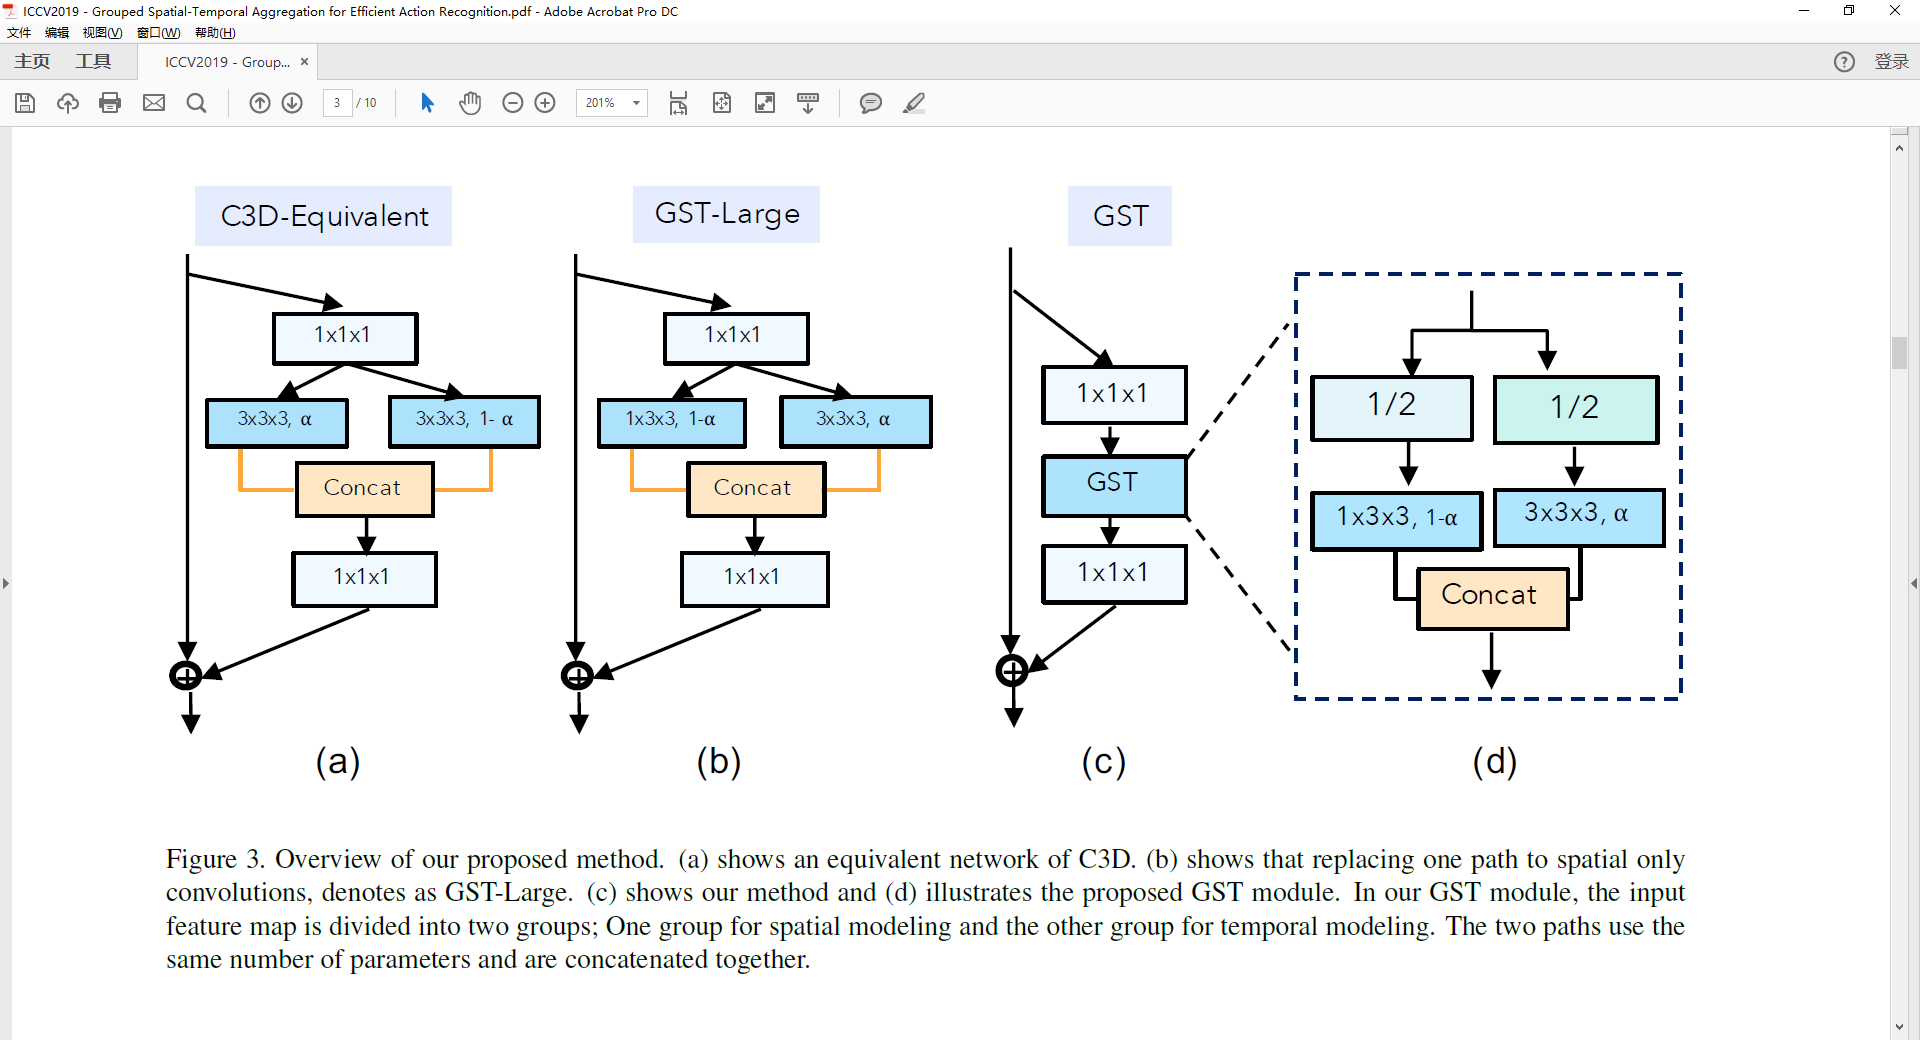 ICCV2019 - Grouped Spatial-Temporal Aggregation for Efficient Action Recognition.pdf - Adobe Acrobat Pro DC
文件 编辑 视图(V) 窗口(W) 帮助(H)
主页 工具 ICCV2019 - Group... × ? 登录
3 / 10 201%
C3D-Equivalent GST-Large GST
1x1x1
3x3x3, α 3x3x3, 1- α
Concat
1x1x1
(a)
1x1x1
1x3x3, 1-α 3x3x3, α
Concat
1x1x1
(b)
1x1x1
GST
1x1x1
(c)
1/2 1/2
1x3x3, 1-α 3x3x3, α
Concat
(d)
Figure 3. Overview of our proposed method. (a) shows an equivalent network of C3D. (b) shows that replacing one path to spatial only
convolutions, denotes as GST-Large. (c) shows our method and (d) illustrates the proposed GST module. In our GST module, the input
feature map is divided into two groups; One group for spatial modeling and the other group for temporal modeling. The two paths use the
same number of parameters and are concatenated together.